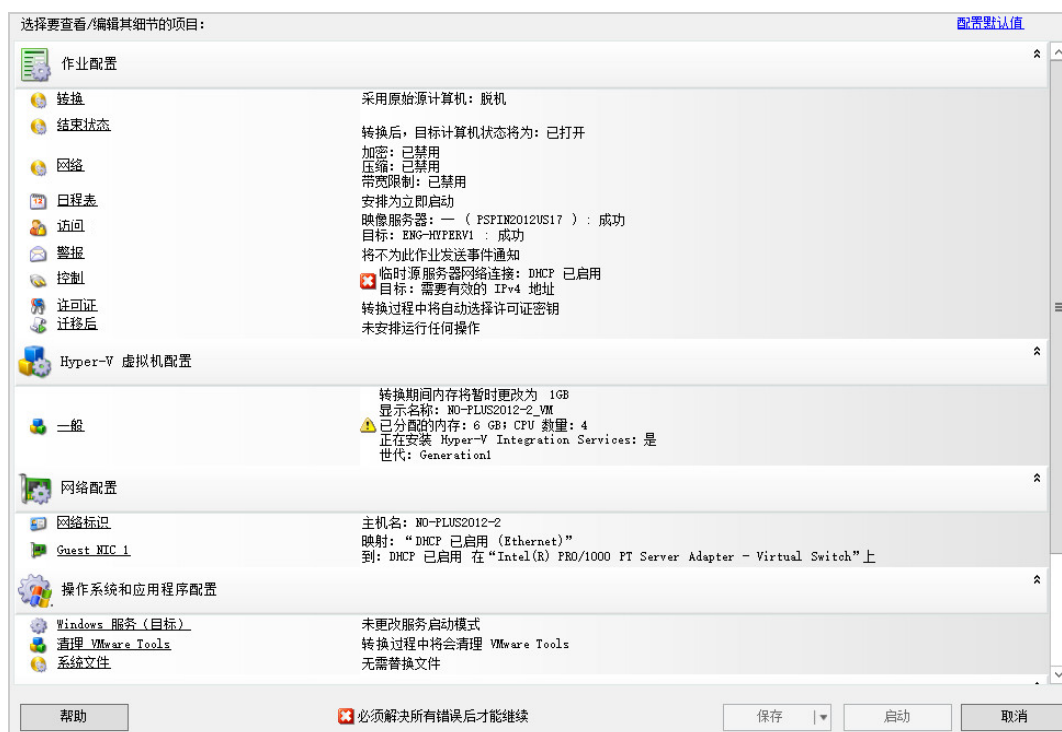 选择要查看/编辑其细节的项目: 配置默认值
作业配置
转换 采用原始源计算机: 脱机
结束状态 转换后, 目标计算机状态将为: 已打开
网络 加密: 已禁用
压缩: 已禁用
带宽限制: 已禁用
日程表 安排为立即启动
访问 映像服务器: 一 ( PSPIN2012US17 ) : 成功
目标: ENG-HYPERV1 : 成功
警报 将不为此作业发送事件通知
控制 临时源服务器网络连接: DHCP 已启用
目标: 需要有效的 IPv4 地址
许可证 转换过程中将自动选择许可证密钥
迁移后 未安排运行任何操作
Hyper-V 虚拟机配置
转换期间内存将暂时更改为 1GB
显示名称: NO-PLUS2012-2_VM
一般 已分配的内存: 6 GB; CPU 数量: 4
正在安装 Hyper-V Integration Services: 是
世代: Generation1
网络配置
网络标识 主机名: NO-PLUS2012-2
Guest NIC 1 映射: “DHCP 已启用 (Ethernet)”
到: DHCP 已启用 在“Intel(R) PRO/1000 PT Server Adapter - Virtual Switch”上
操作系统和应用程序配置
Windows 服务(目标) 未更改服务启动模式
清理 VMware Tools 转换过程中将会清理 VMware Tools
系统文件 无需替换文件
帮助 必须解决所有错误后才能继续 保存 启动 取消